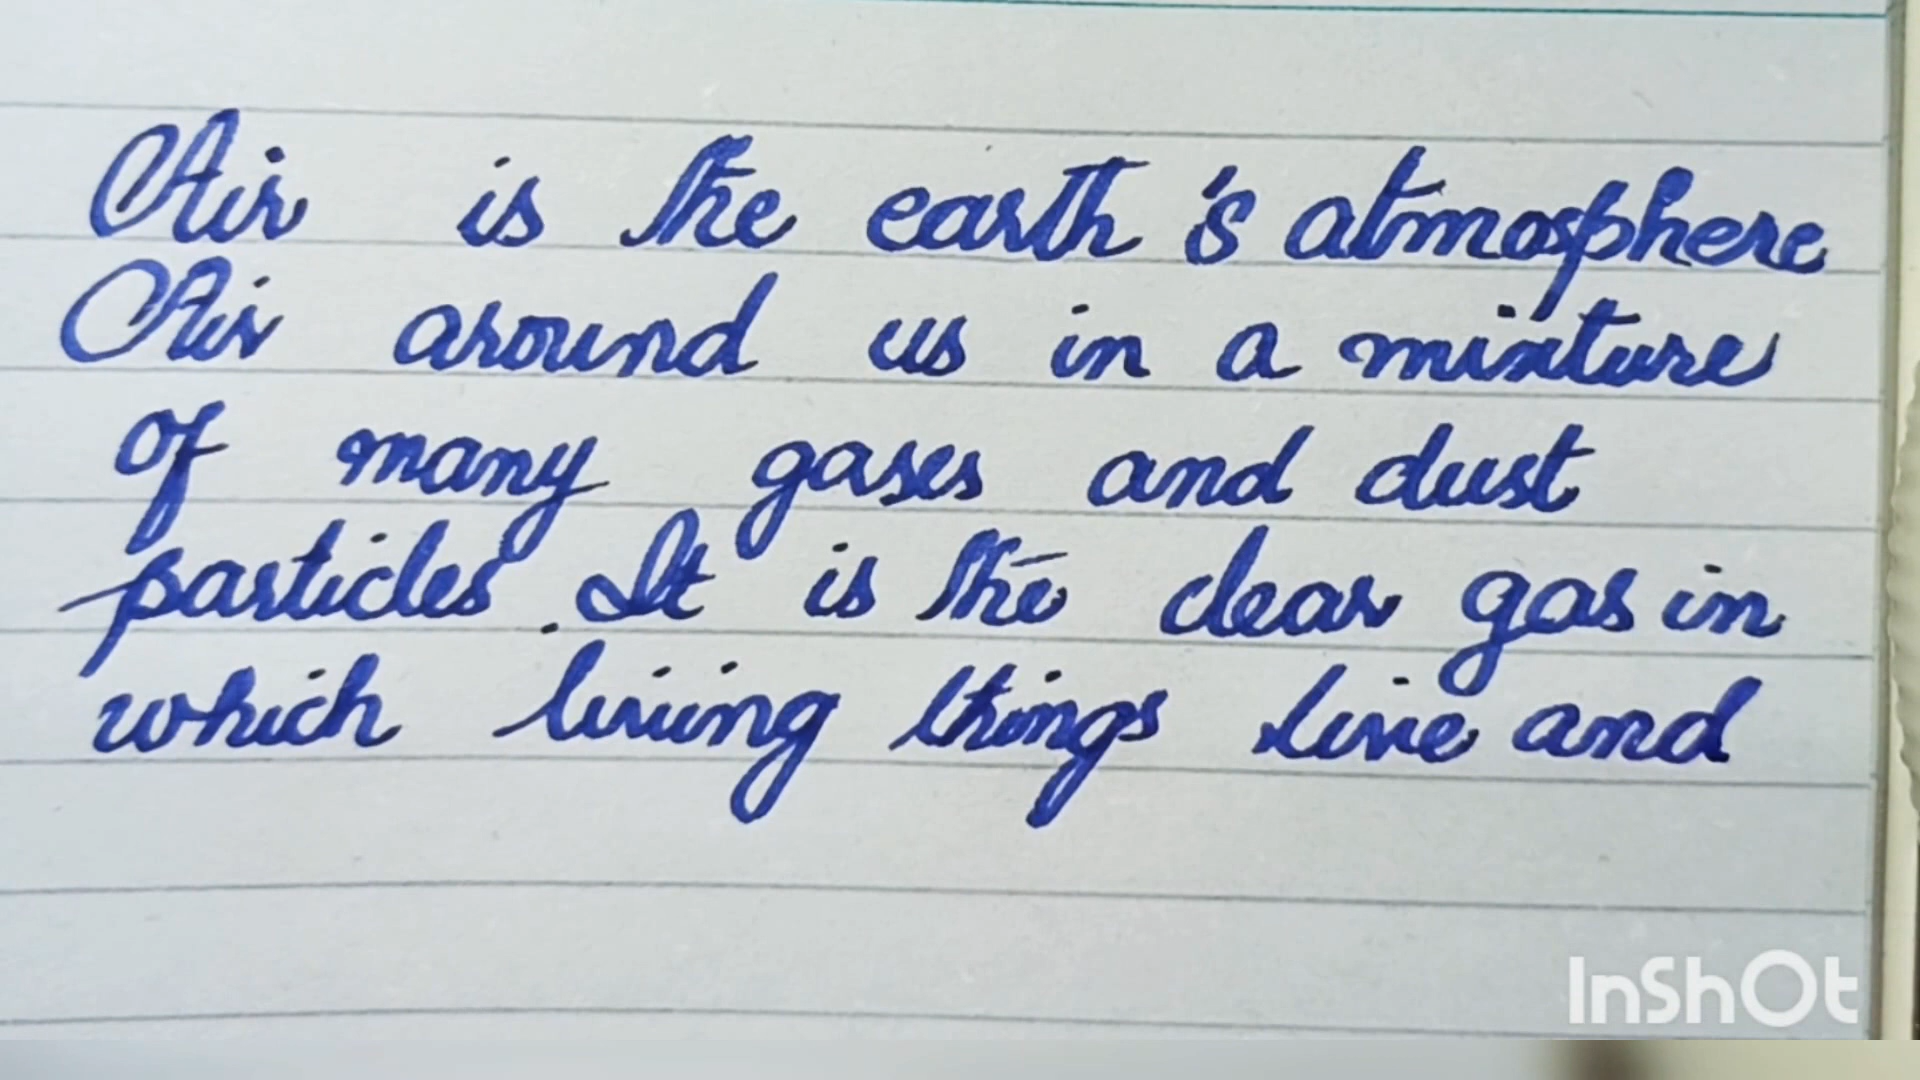 Air is the earth 's atmosphere
Air around us in a mixture
of many gases and dust
particles. It is the clear gas in
which living things live and
InShOt